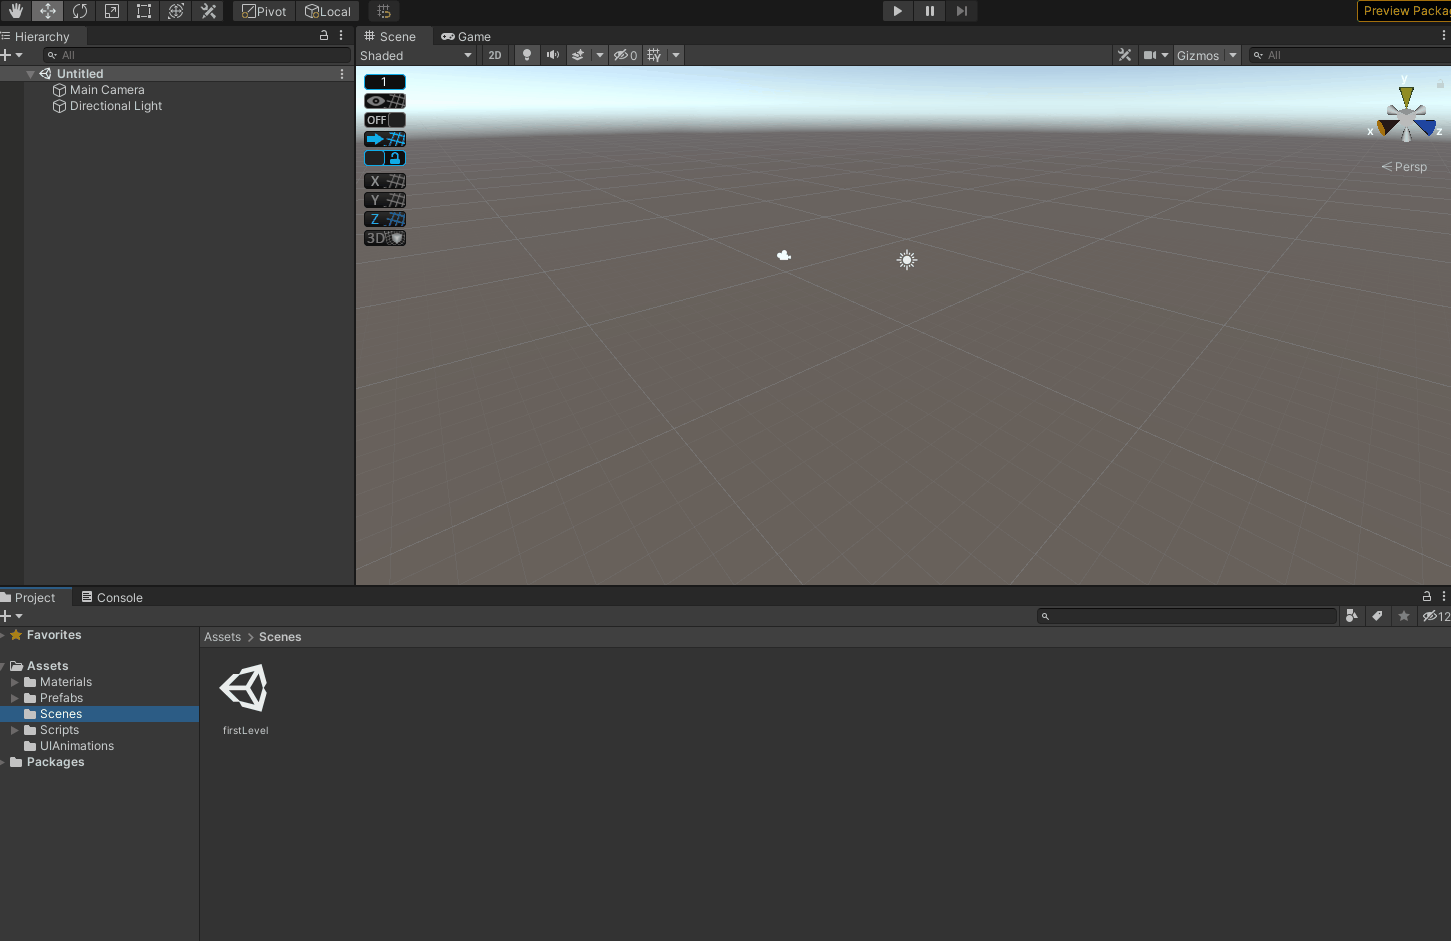 Pivot Local Preview Packa
Hierarchy
All
Untitled
Main Camera
Directional Light
Scene Game
Shaded 2D 0 Gizmos All
1
OFF
X
Y
Z
3D
y
x z
Persp
Project Console
12
Favorites
Assets
Materials
Prefabs
Scenes
Scripts
UIAnimations
Packages
Assets > Scenes
firstLevel